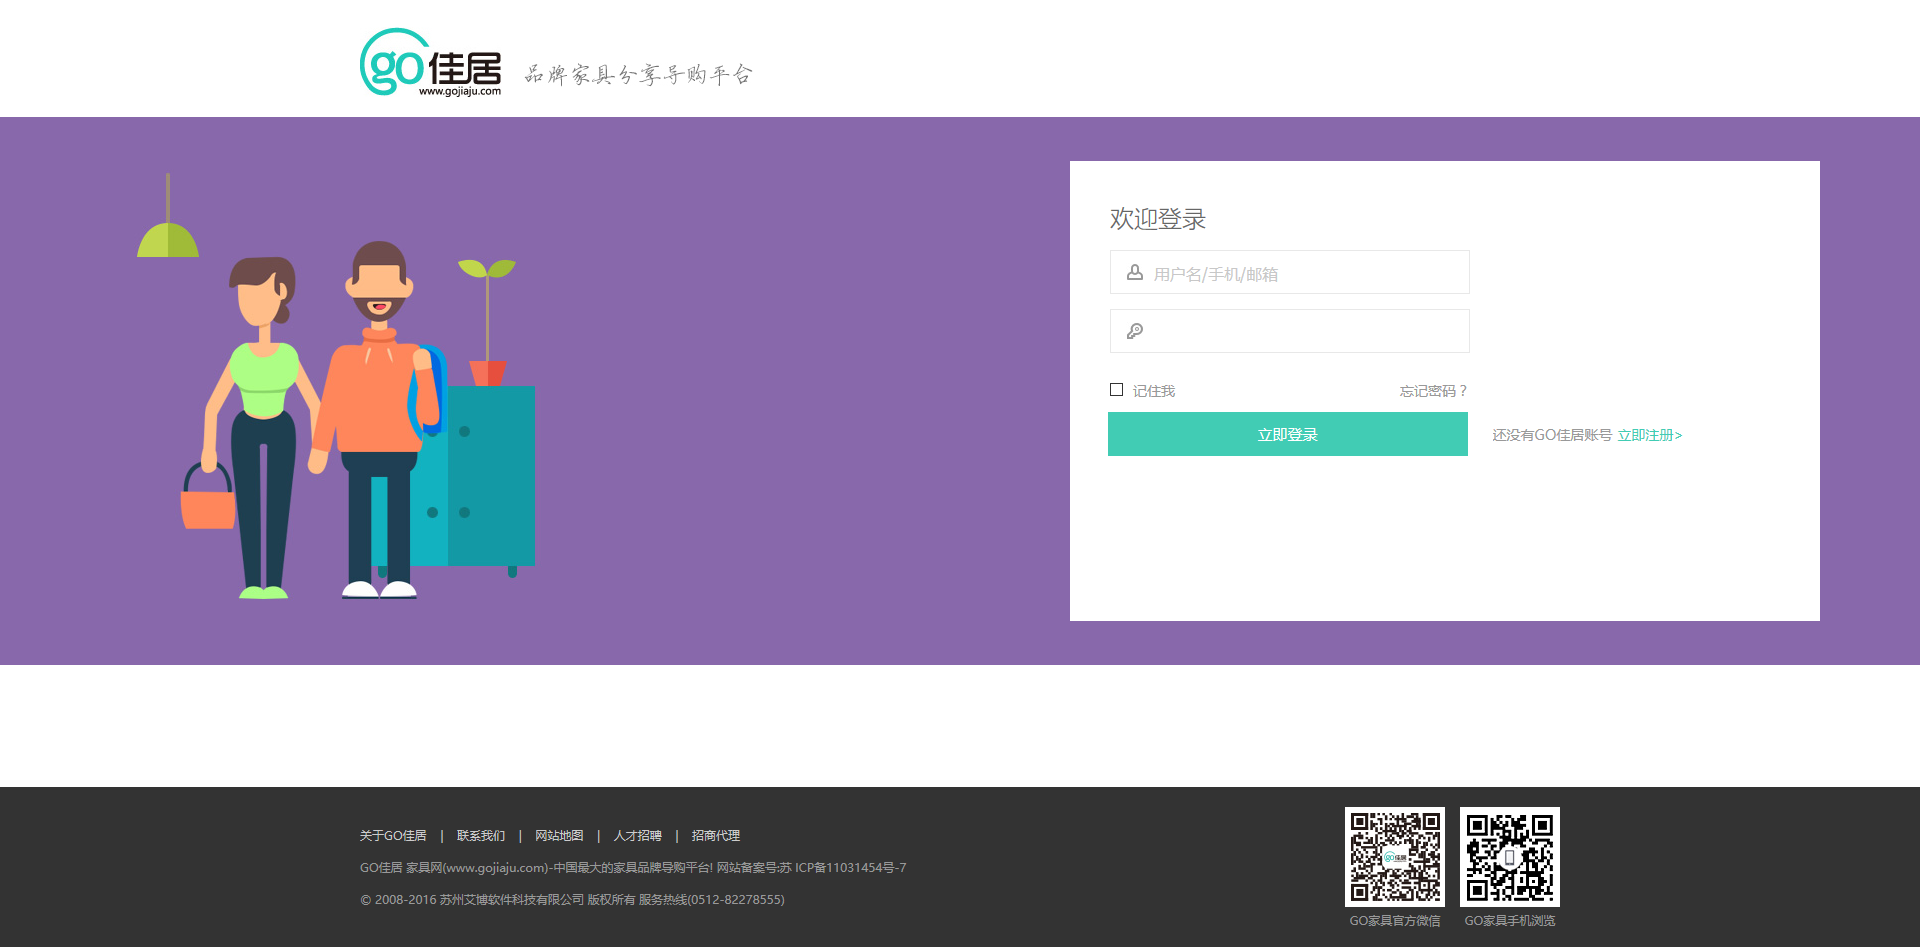 go佳居
www.gojiaju.com
品牌家具分享导购平台
欢迎登录
用户名/手机/邮箱
记住我
忘记密码？
立即登录
还没有GO佳居账号 立即注册>
关于GO佳居 | 联系我们 | 网站地图 | 人才招聘 | 招商代理
GO佳居 家具网(www.gojiaju.com)-中国最大的家具品牌导购平台! 网站备案号:苏 ICP备11031454号-7
© 2008-2016 苏州艾博软件科技有限公司 版权所有 服务热线(0512-82278555)
go佳居
GO家具官方微信
GO家具手机浏览